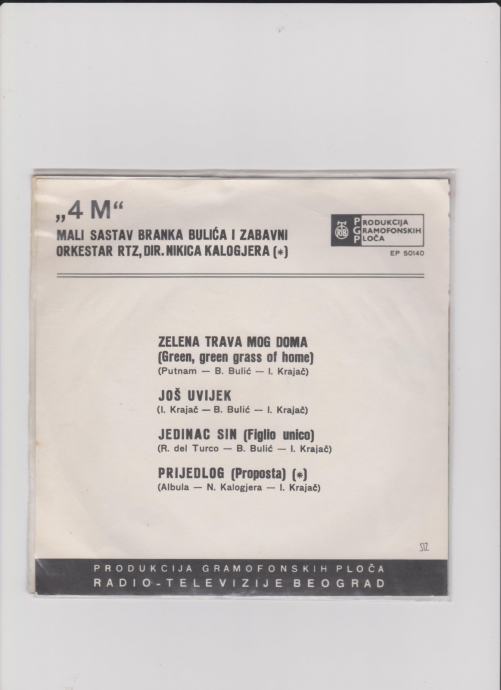 „4 M“
MALI SASTAV BRANKA BULIĆA I ZABAVNI
ORKESTAR RTZ, DIR. NIKICA KALOGJERA (*)
RTB
PRODUKCIJA
GRAMOFONSKIH
PLOČA
EP 50140
ZELENA TRAVA MOG DOMA
(Green, green grass of home)
(Putnam — B. Bulić — I. Krajač)
JOŠ UVIJEK
(I. Krajač — B. Bulić — I. Krajač)
JEDINAC SIN (Figlio unico)
(R. del Turco — B. Bulić — I. Krajač)
PRIJEDLOG (Proposta) (*)
(Albula — N. Kalogjera — I. Krajač)
PRODUKCIJA GRAMOFONSKIH PLOČA
RADIO-TELEVIZIJE BEOGRAD